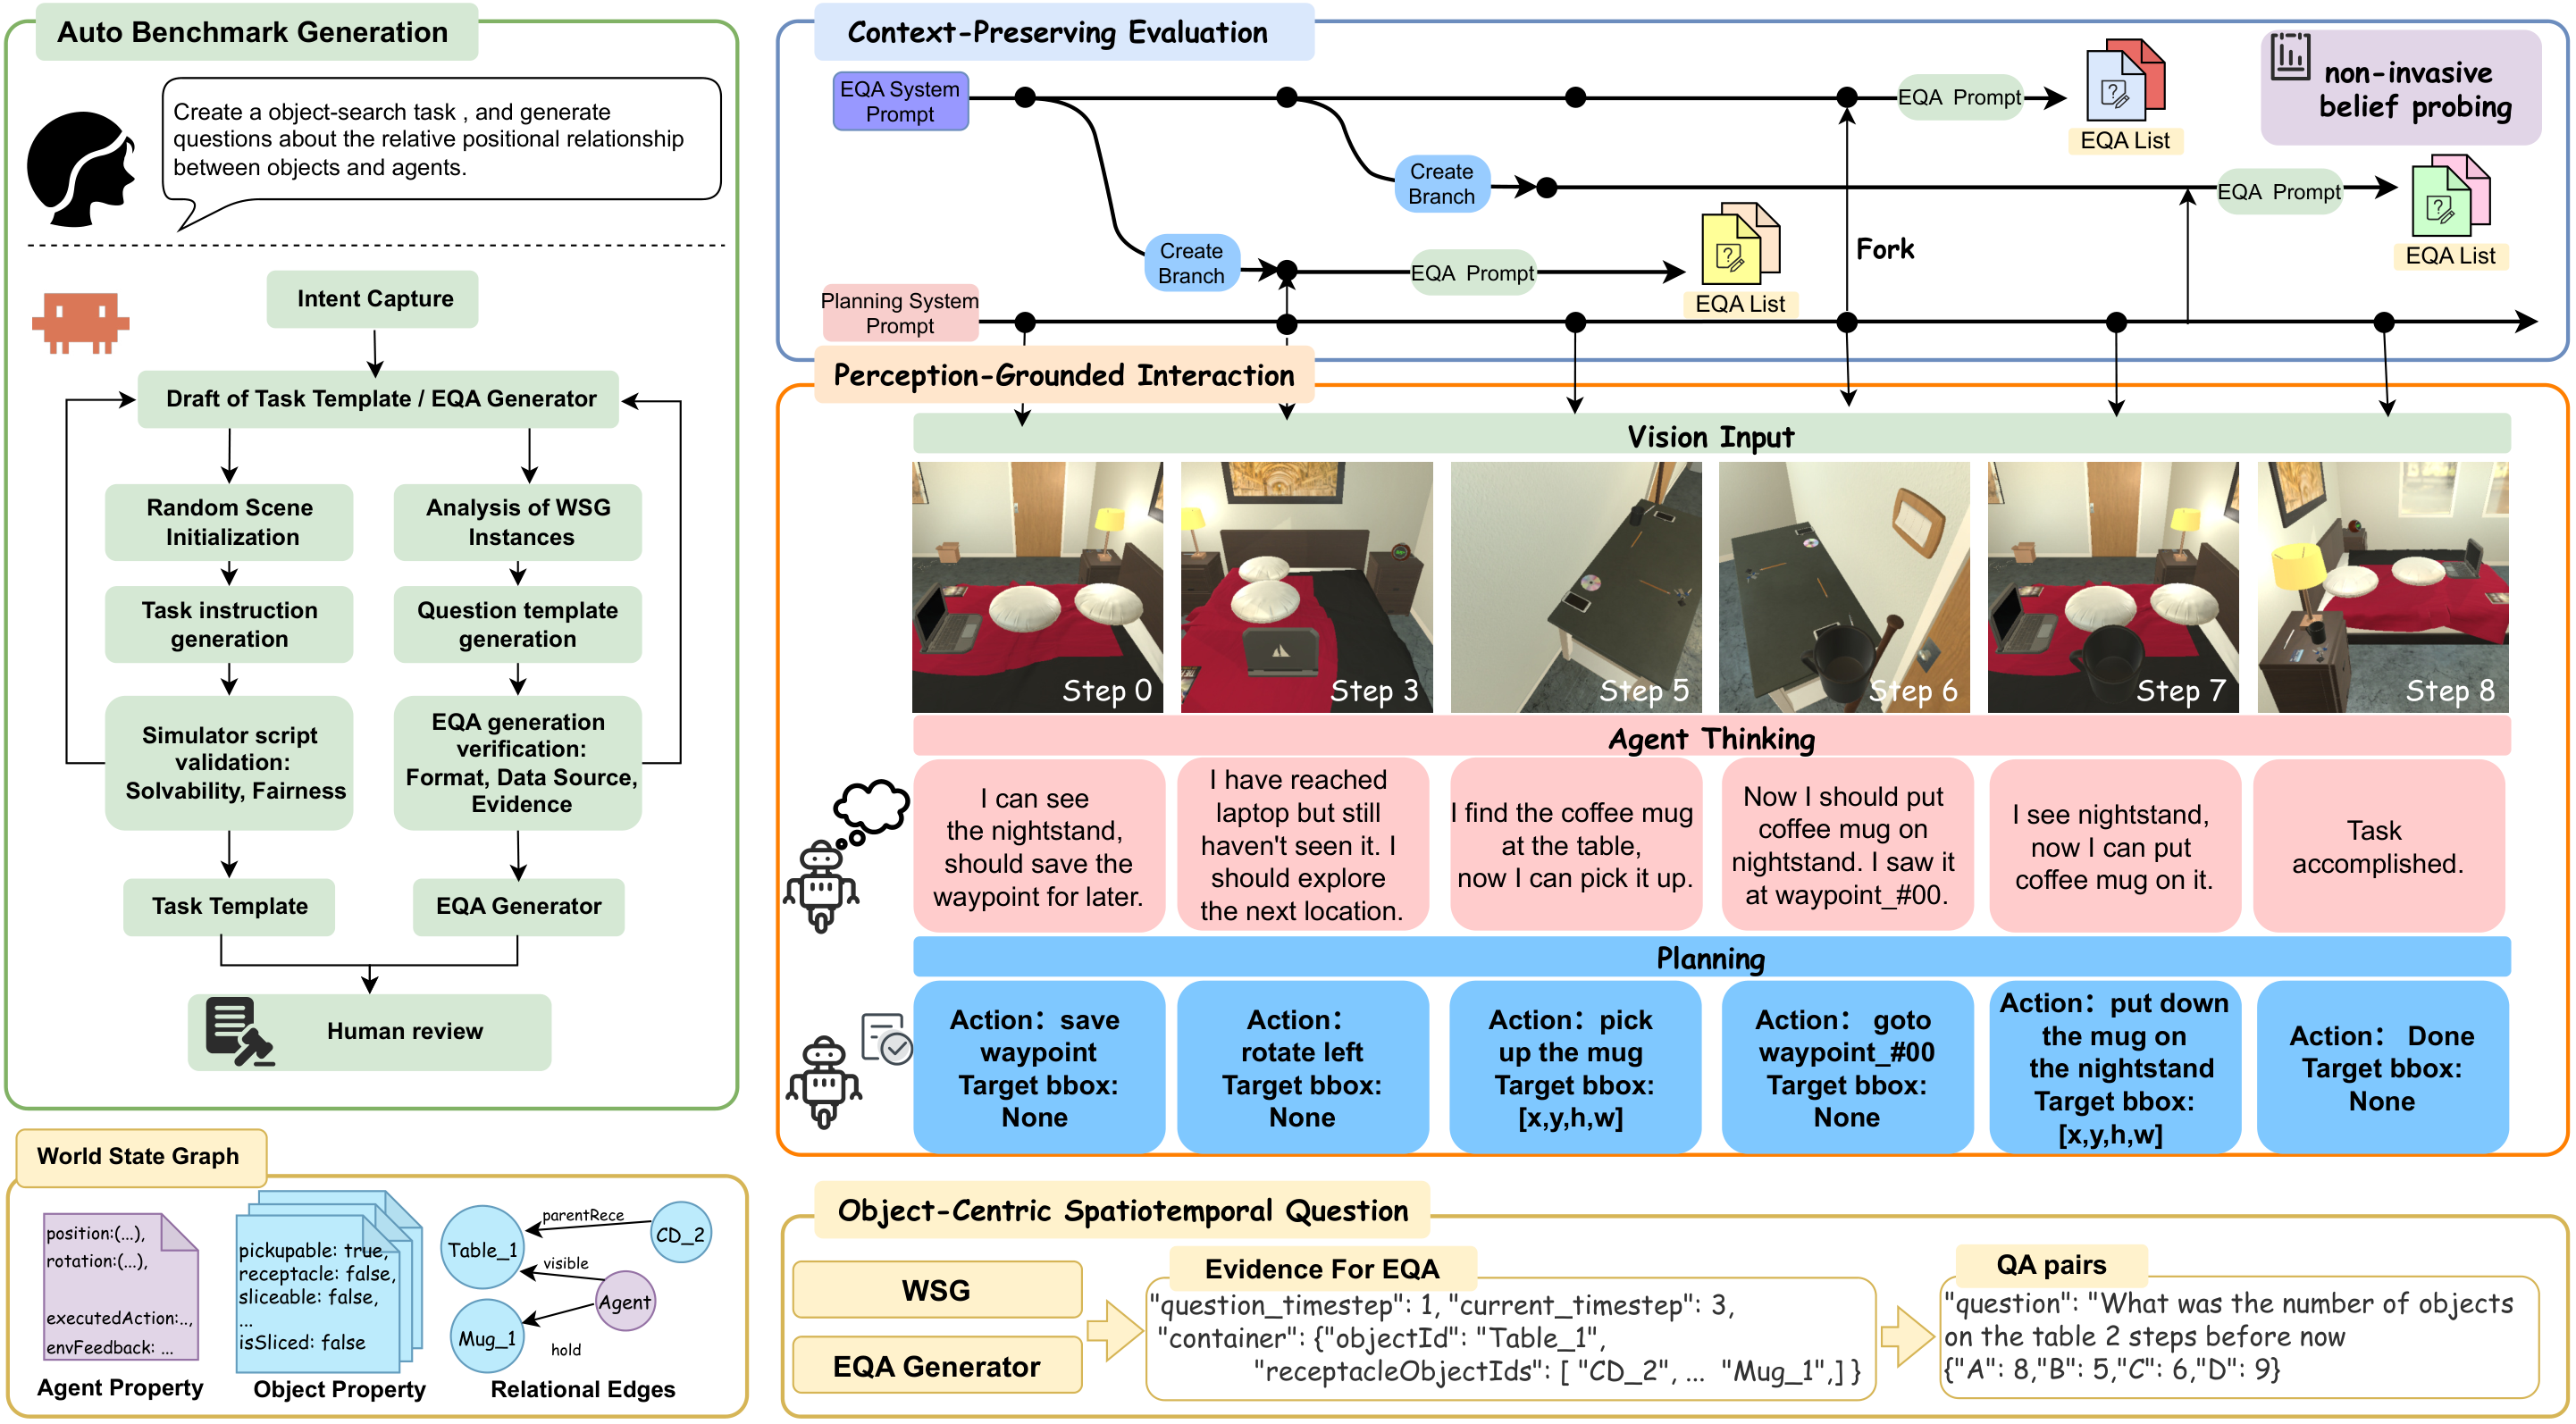 Auto Benchmark Generation
Create a object-search task , and generate
questions about the relative positional relationship
between objects and agents.
Intent Capture
Draft of Task Template / EQA Generator
Random Scene
Initialization
Analysis of WSG
Instances
Task instruction
generation
Question template
generation
Simulator script
validation:
Solvability, Fairness
EQA generation
verification:
Format, Data Source,
Evidence
Task Template
EQA Generator
Human review
World State Graph
position:(...),
rotation:(...),
executedAction:..,
envFeedback: ...
Agent Property
pickupable: true,
receptacle: false,
sliceable: false,
...
isSliced: false
Object Property
Table_1
parentRece
CD_2
visible
Agent
Mug_1
hold
Relational Edges
Context-Preserving Evaluation
EQA System
Prompt
EQA Prompt
EQA List
non-invasive
belief probing
Create
Branch
EQA Prompt
EQA List
Create
Branch
EQA Prompt
EQA List
Fork
Planning System
Prompt
Perception-Grounded Interaction
Vision Input
Step 0
Step 3
Step 5
Step 6
Step 7
Step 8
Agent Thinking
I can see
the nightstand,
should save the
waypoint for later.
I have reached
laptop but still
haven't seen it. I
should explore
the next location.
I find the coffee mug
at the table,
now I can pick it up.
Now I should put
coffee mug on
nightstand. I saw it
at waypoint_#00.
I see nightstand,
now I can put
coffee mug on it.
Task
accomplished.
Planning
Action: save
waypoint
Target bbox:
None
Action:
rotate left
Target bbox:
None
Action: pick
up the mug
Target bbox:
[x,y,h,w]
Action: goto
waypoint_#00
Target bbox:
None
Action: put down
the mug on
the nightstand
Target bbox:
[x,y,h,w]
Action: Done
Target bbox:
None
Object-Centric Spatiotemporal Question
WSG
EQA Generator
Evidence For EQA
"question_timestep": 1, "current_timestep": 3,
"container": {"objectId": "Table_1",
"receptacleObjectIds": [ "CD_2", ... "Mug_1",] }
QA pairs
"question": "What was the number of objects
on the table 2 steps before now
{"A": 8,"B": 5,"C": 6,"D": 9}